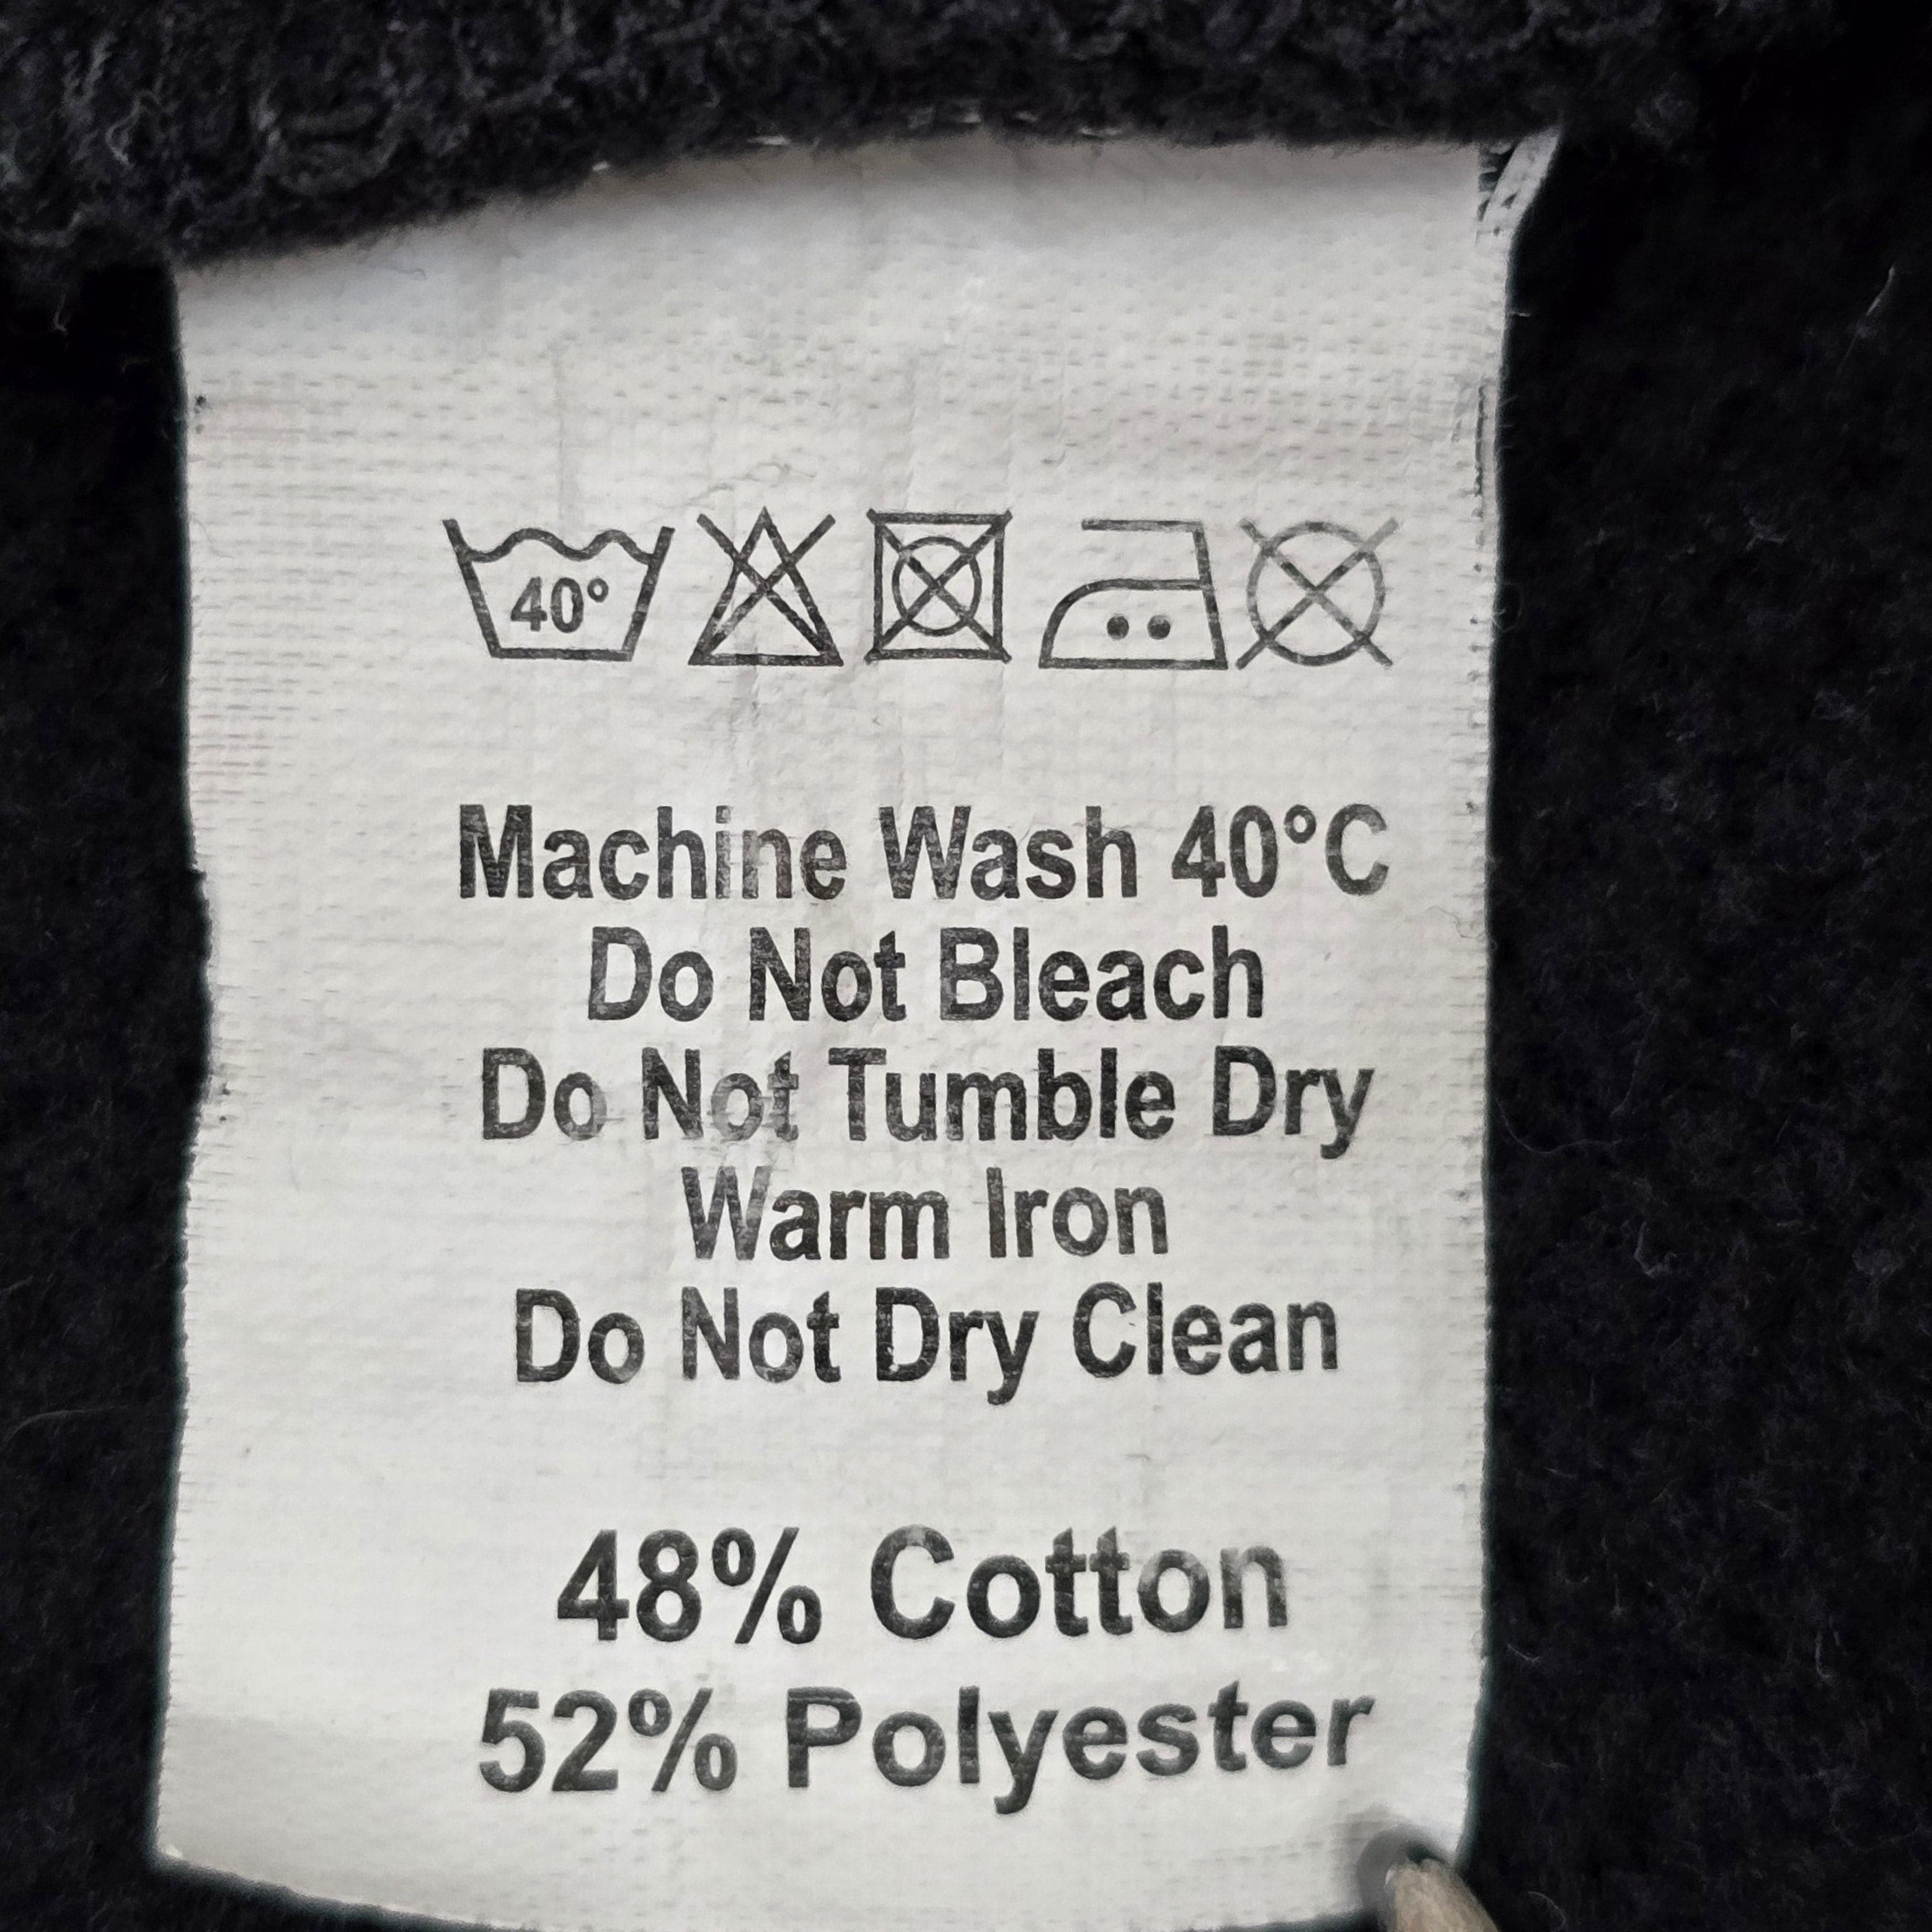 40°
Machine Wash 40°C
Do Not Bleach
Do Not Tumble Dry
Warm Iron
Do Not Dry Clean
48% Cotton
52% Polyester